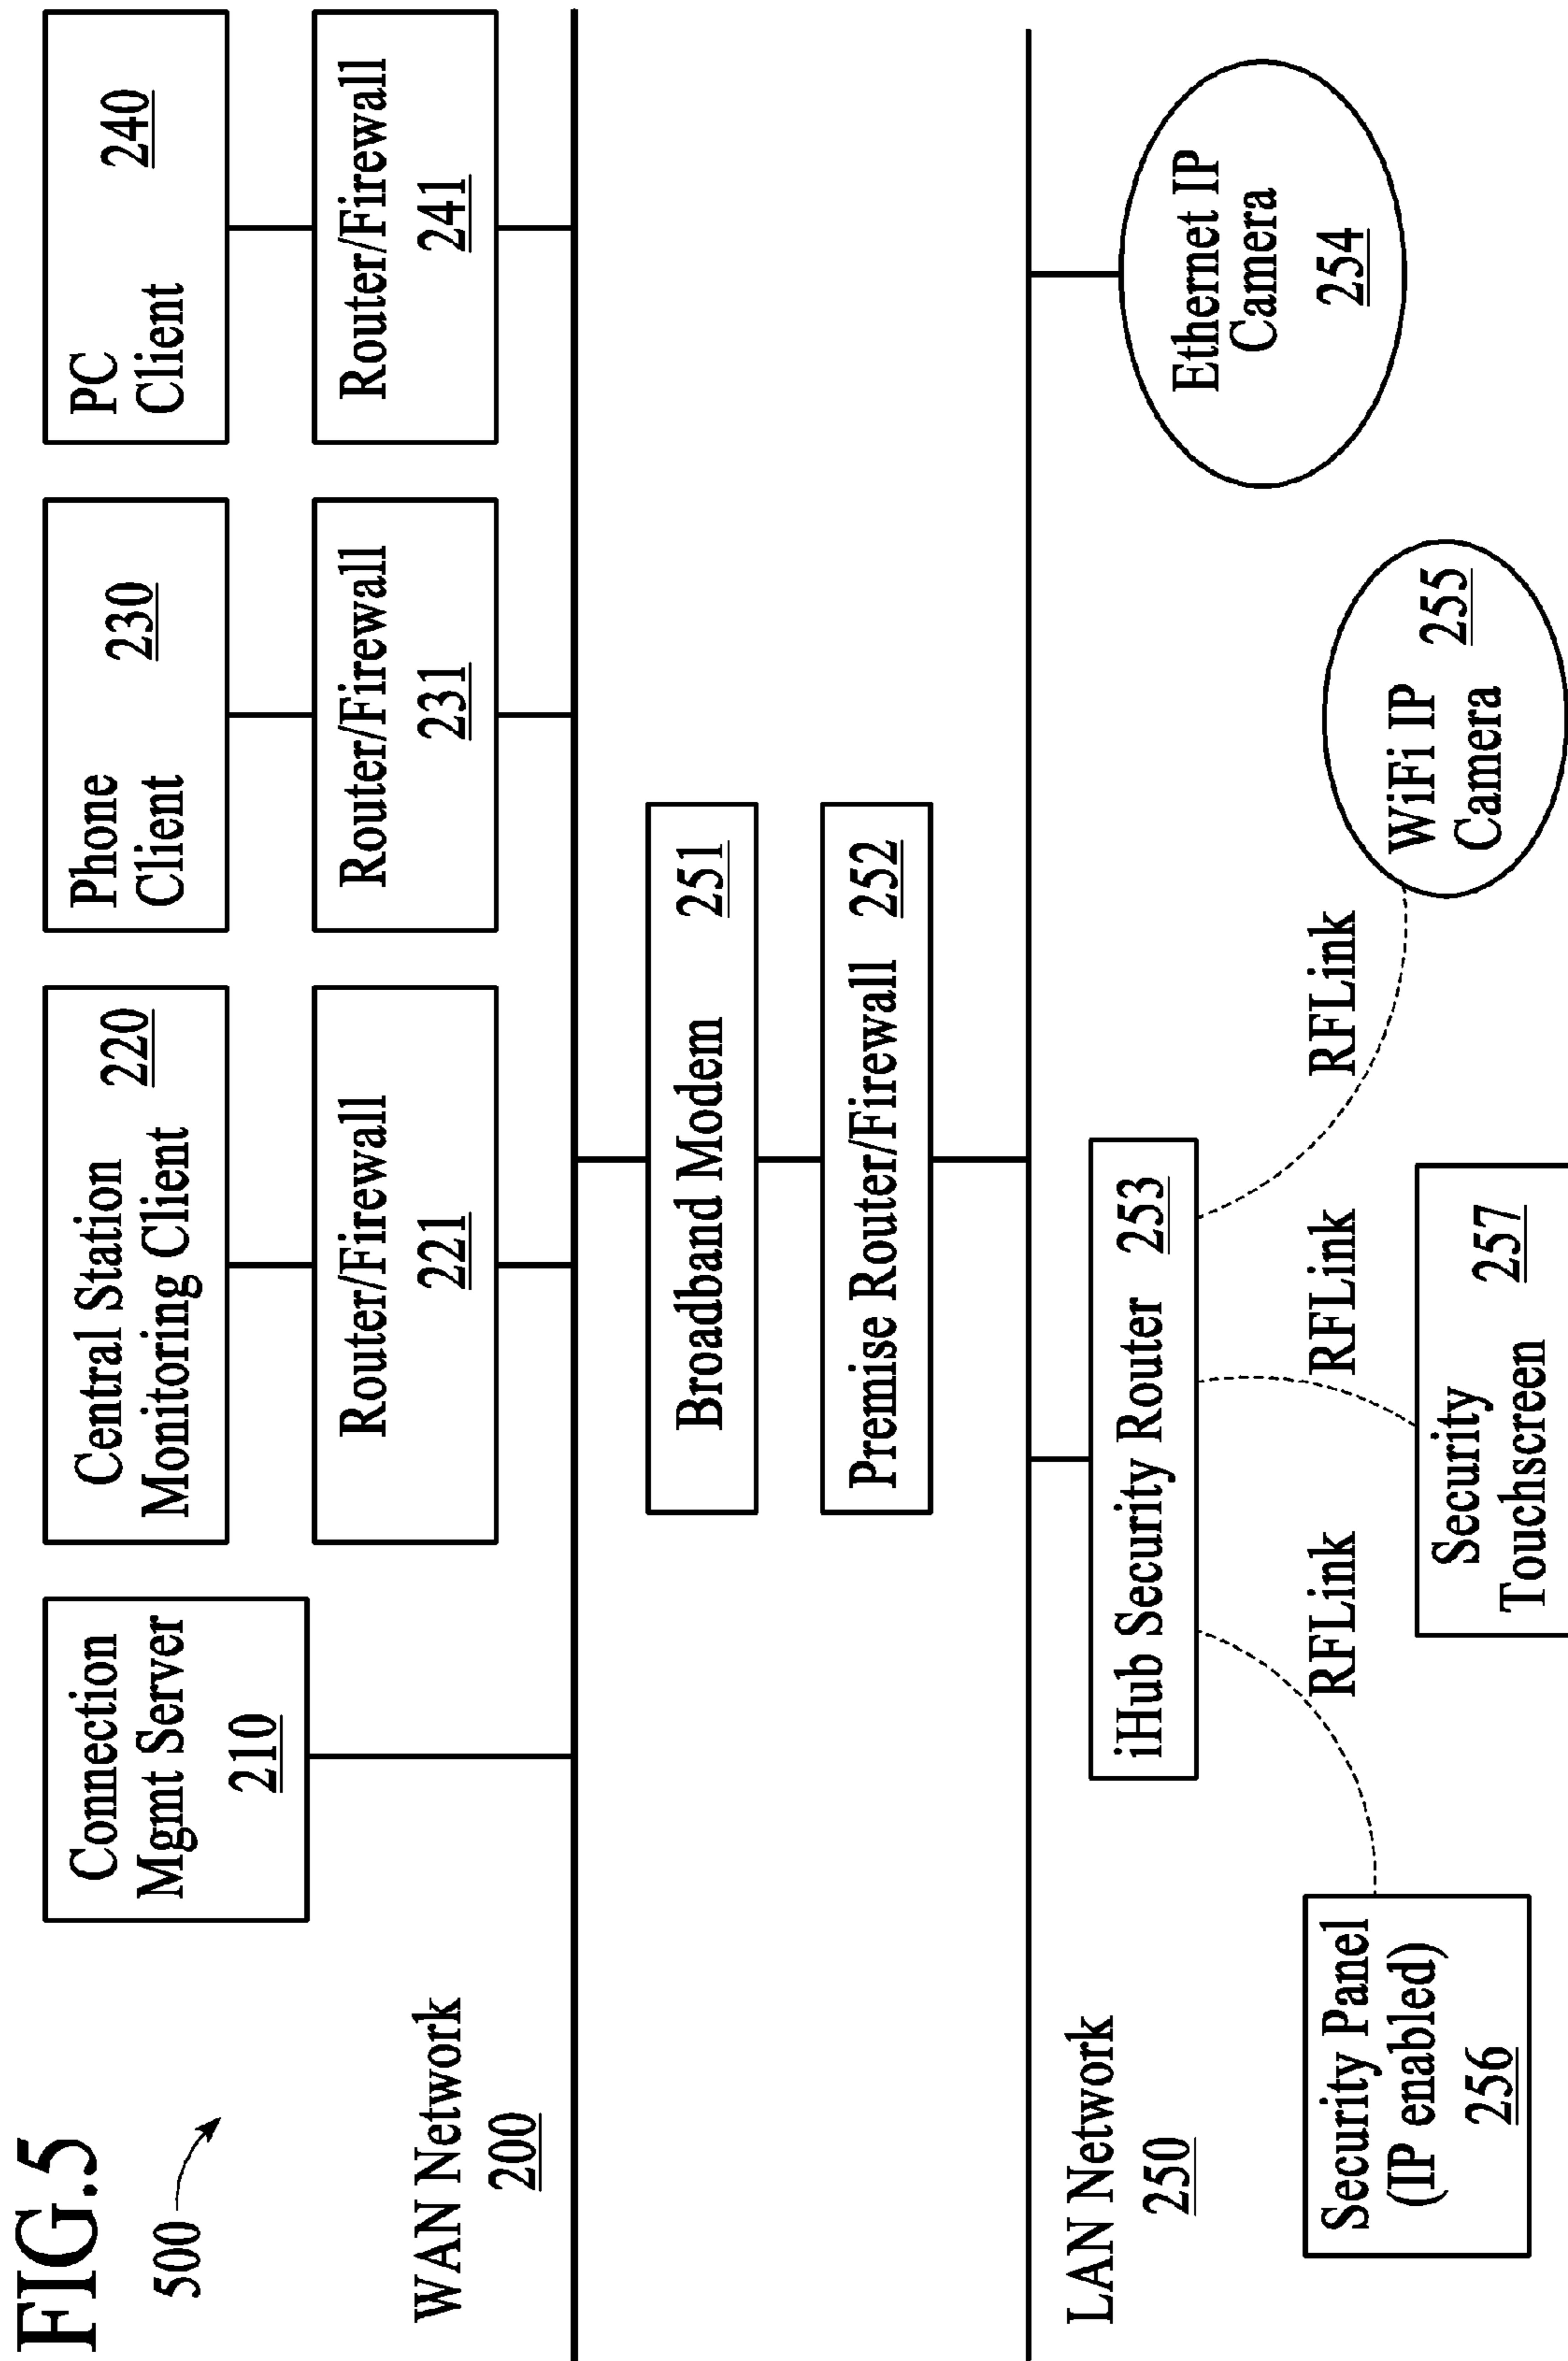 FIG.5
500
Connection
Mgmt Server
210
Central Station
Monitoring Client
220
Phone
Client
230
PC
Client
240
Router/Firewall
221
Router/Firewall
231
Router/Firewall
241
WAN Network
200
Broadband Modem 251
Premise Router/Firewall 252
LAN Network
250
iHub Security Router 253
Ethernet IP
Camera
254
RFLink
RFLink
RFLink
Security Panel
(IP enabled)
256
Security
Touchscreen
257
WiFi IP
Camera
255